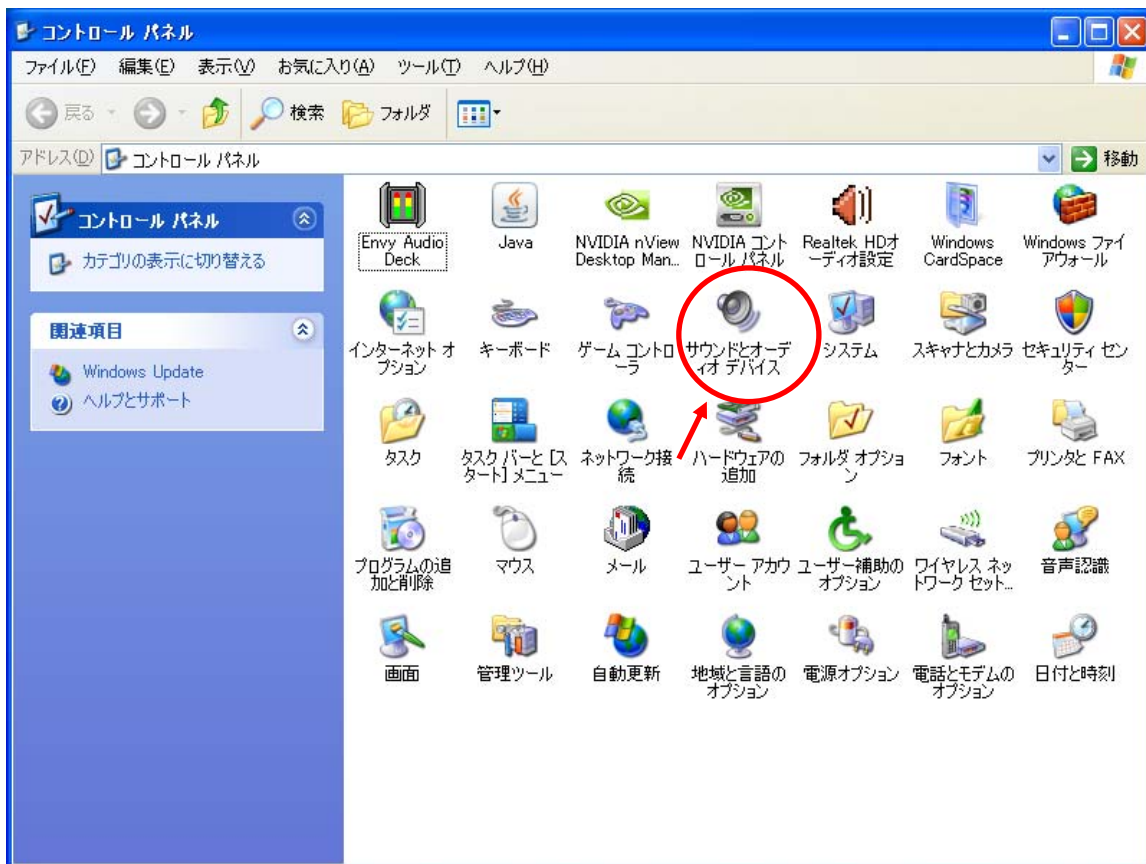 コントロール パネル
ファイル(F) 編集(E) 表示(V) お気に入り(A) ツール(T) ヘルプ(H)
戻る 検索 フォルダ
アドレス(D) コントロール パネル 移動
コントロール パネル
カテゴリの表示に切り替える
関連項目
Windows Update
ヘルプとサポート
Envy Audio
Deck
Java
NVIDIA nView
Desktop Man...
NVIDIA コント
ロール パネル
Realtek HDオ
ーディオ設定
Windows
CardSpace
Windows ファイ
アウォール
インターネット オ
プション
キーボード
ゲーム コントロ
ーラ
サウンドとオーデ
ィオ デバイス
システム
スキャナとカメラ
セキュリティ セン
ター
タスク
タスク バーと [ス
タート] メニュー
ネットワーク接
続
ハードウェアの
追加
フォルダ オプショ
ン
フォント
プリンタと FAX
プログラムの追
加と削除
マウス
メール
ユーザー アカウ
ント
ユーザー補助の
オプション
ワイヤレス ネッ
トワーク セット...
音声認識
画面
管理ツール
自動更新
地域と言語の
オプション
電源オプション
電話とモデムの
オプション
日付と時刻